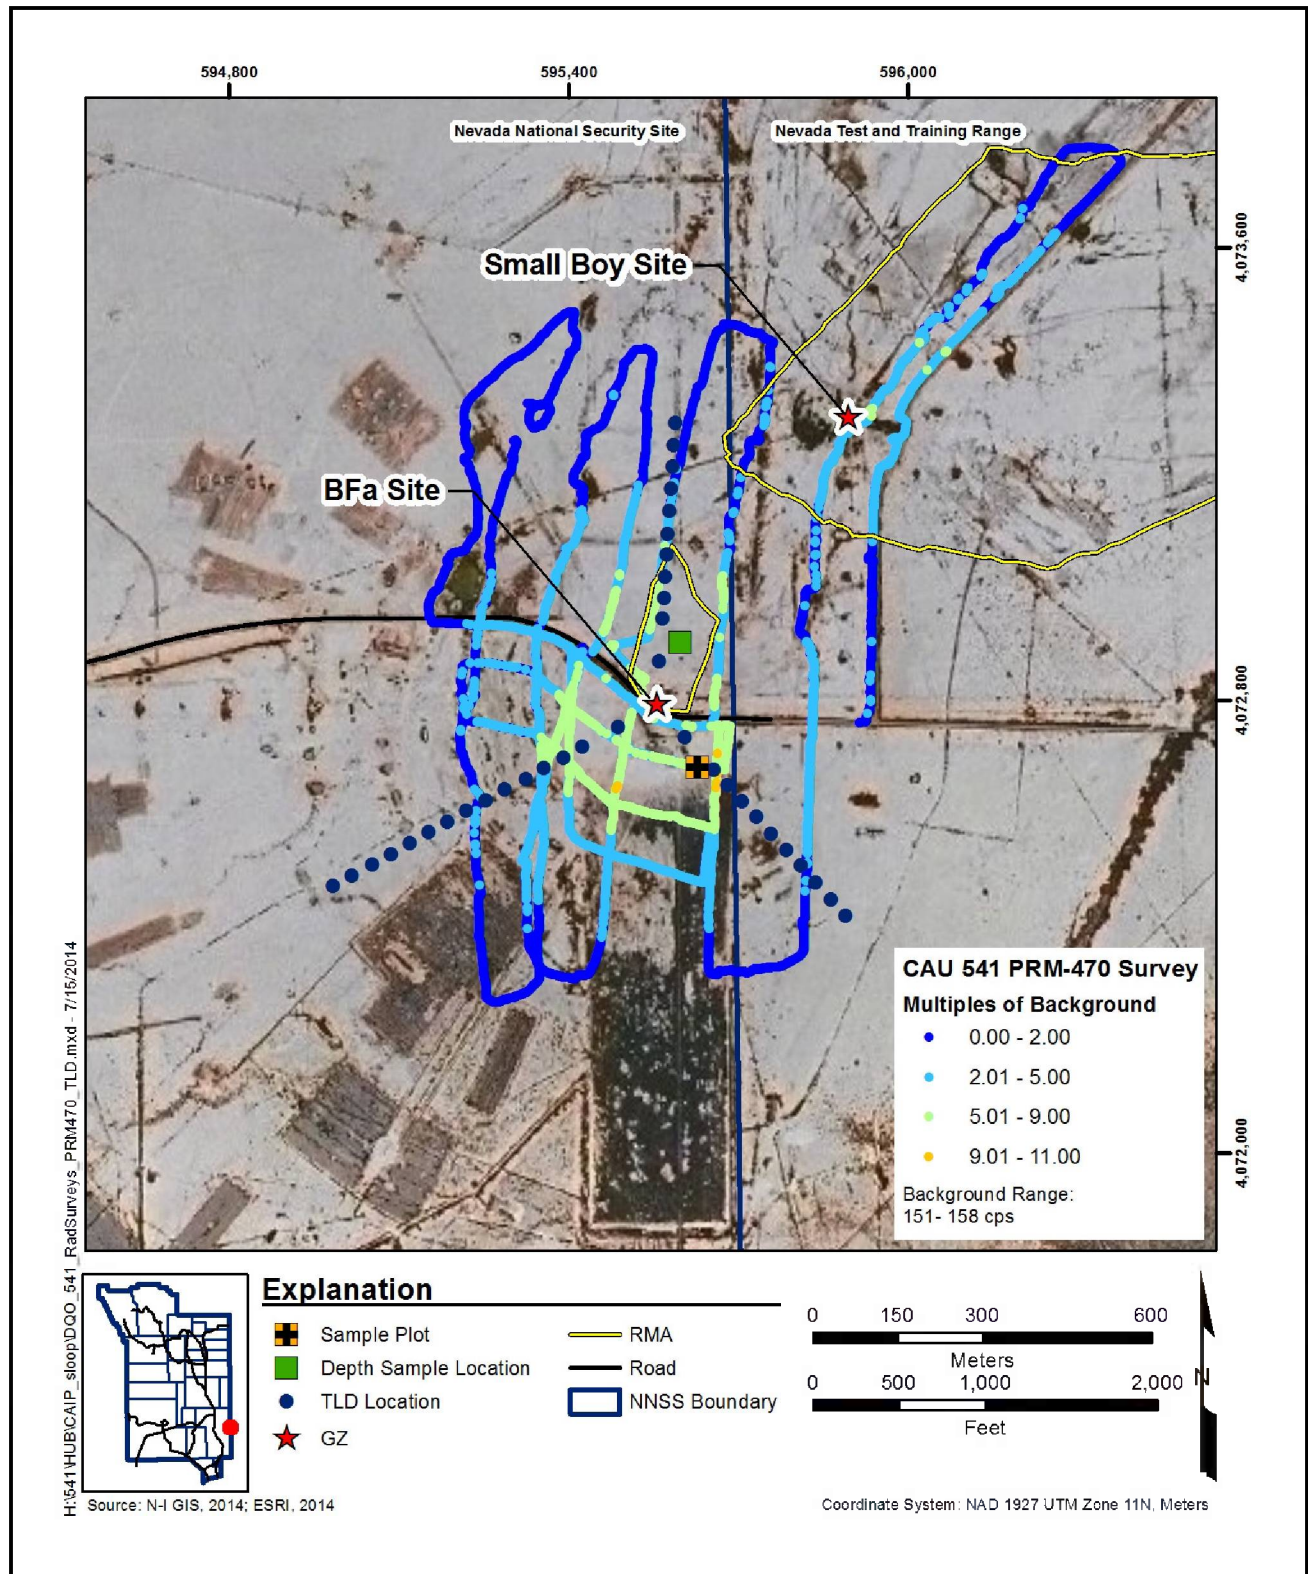 594,800
595,400
596,000
Nevada National Security Site
Nevada Test and Training Range
4,073,600
Small Boy Site
BFa Site
4,072,800
H:\541\HUB\CAIP_sloop\DQO_541_RadSurveys_PRM470_TLD.mxd - 7/15/2014
CAU 541 PRM-470 Survey
Multiples of Background
0.00 - 2.00
2.01 - 5.00
5.01 - 9.00
9.01 - 11.00
Background Range:
151- 158 cps
4,072,000
Explanation
Sample Plot
Depth Sample Location
TLD Location
GZ
RMA
Road
NNSS Boundary
0 150 300 600
Meters
0 500 1,000 2,000
Feet
N
Source: N-I GIS, 2014; ESRI, 2014
Coordinate System: NAD 1927 UTM Zone 11N, Meters